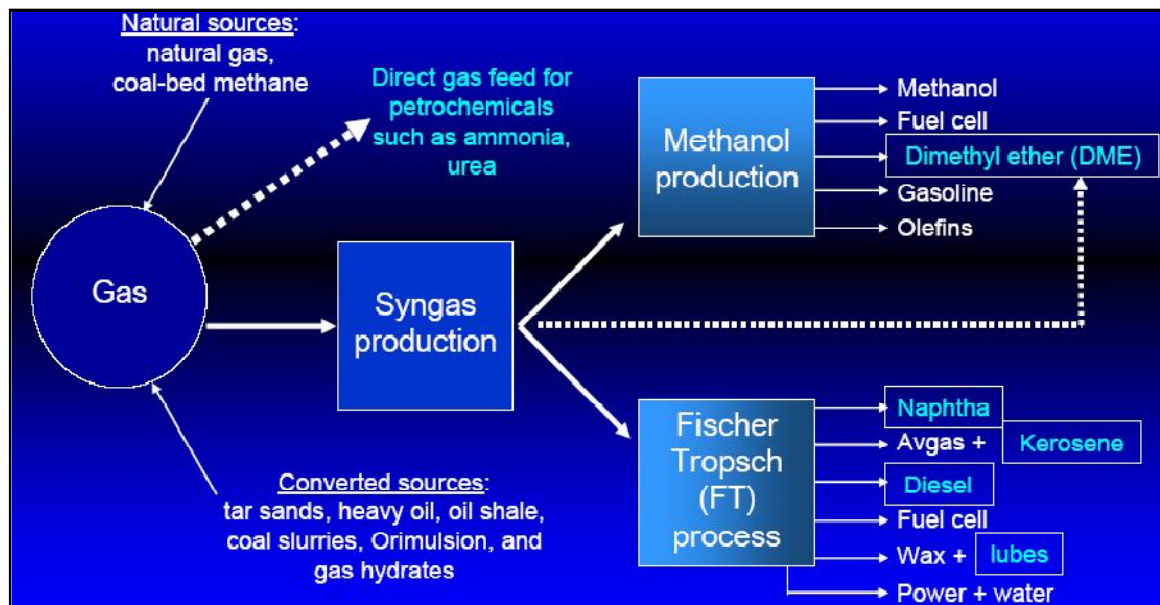 Natural sources:
natural gas,
coal-bed methane
Direct gas feed for
petrochemicals
such as ammonia,
urea
Gas
Syngas
production
Converted sources:
tar sands, heavy oil, oil shale,
coal slurries, Orimulsion, and
gas hydrates
Methanol
production
Methanol
Fuel cell
Dimethyl ether (DME)
Gasoline
Olefins
Fischer
Tropsch
(FT)
process
Naphtha
Avgas + Kerosene
Diesel
Fuel cell
Wax + lubes
Power + water